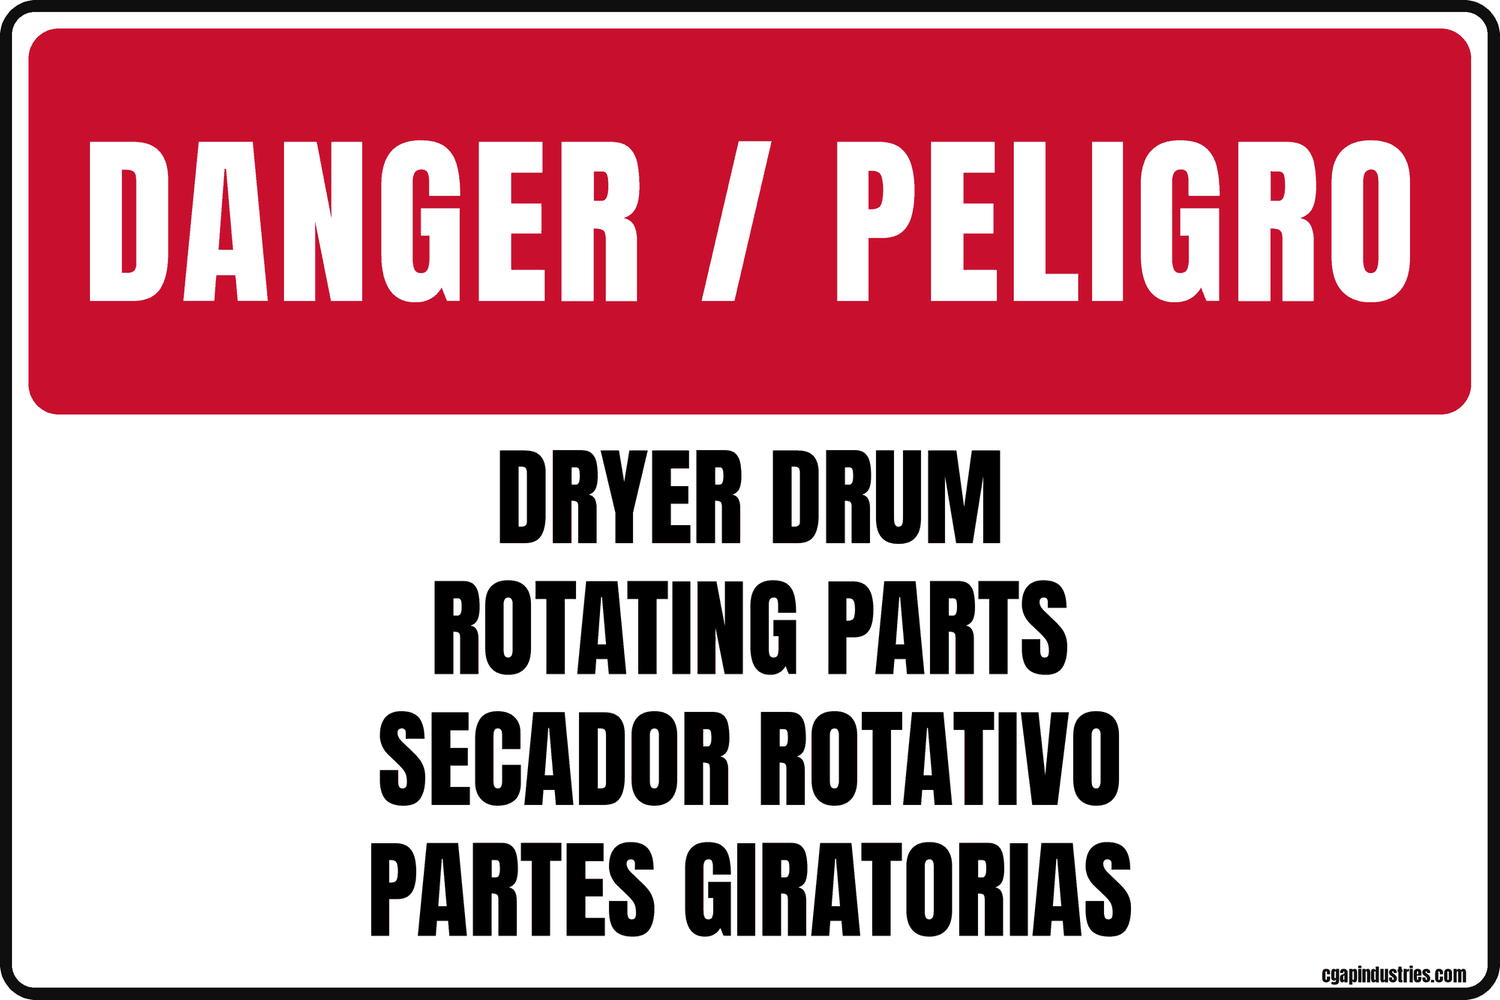 DANGER / PELIGRO
DRYER DRUM
ROTATING PARTS
SECADOR ROTATIVO
PARTES GIRATORIAS
cgapindustries.com